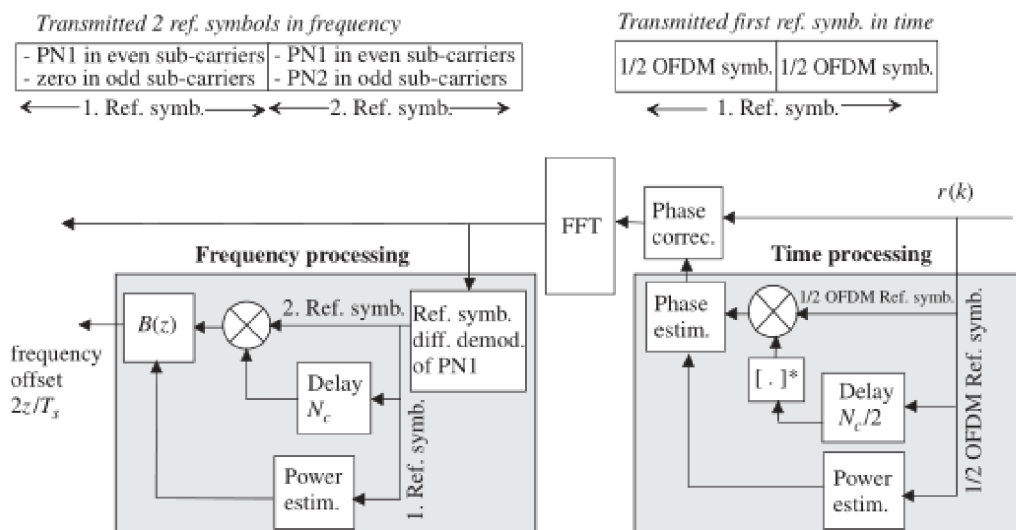 Transmitted 2 ref. symbols in frequency
- PN1 in even sub-carriers
- zero in odd sub-carriers
- PN1 in even sub-carriers
- PN2 in odd sub-carriers
1. Ref. symb.
2. Ref. symb.
Transmitted first ref. symb. in time
1/2 OFDM symb.
1/2 OFDM symb.
1. Ref. symb.
r(k)
FFT
Phase
correc.
Frequency processing
Time processing
B(z)
2. Ref. symb.
Ref. symb.
diff. demod.
of PN1
frequency
offset
2z/Ts
Delay
Nc
1. Ref. symb.
Power
estim.
Phase
estim.
1/2 OFDM Ref. symb.
[ . ]*
Delay
Nc/2
1/2 OFDM Ref. symb.
Power
estim.